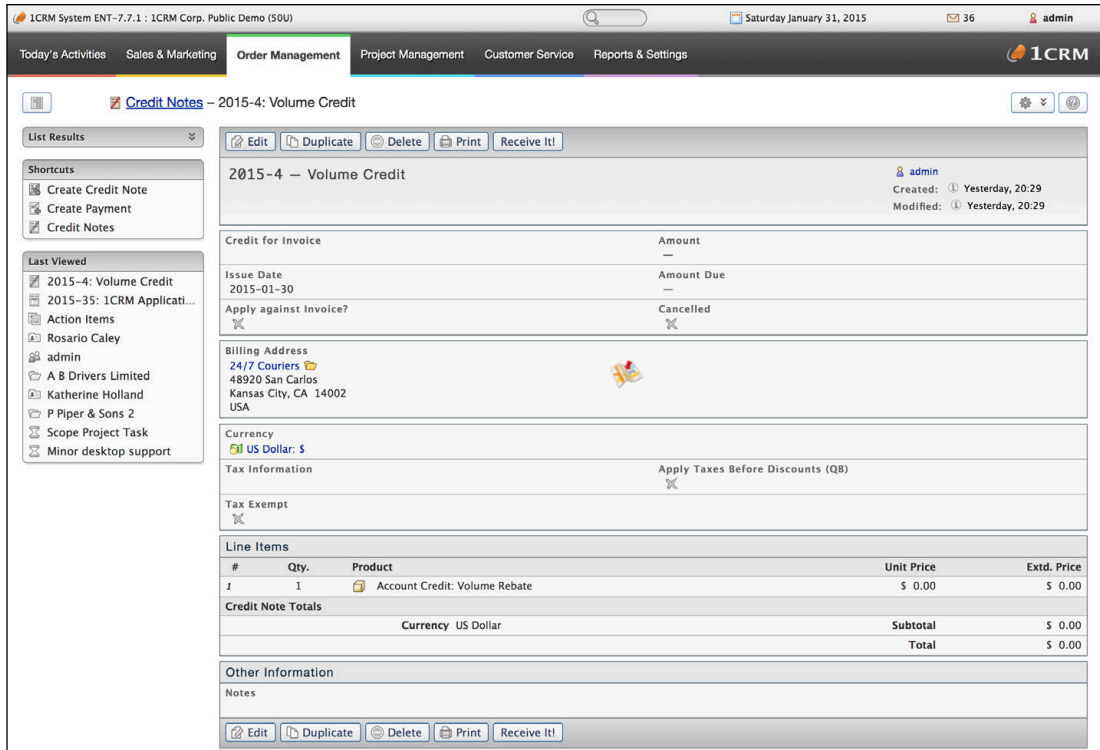 1CRM System ENT-7.7.1 : 1CRM Corp. Public Demo (50U) Saturday January 31, 2015 36 admin
Today's Activities Sales & Marketing Order Management Project Management Customer Service Reports & Settings 1CRM
Credit Notes – 2015-4: Volume Credit
List Results
Shortcuts
Create Credit Note
Create Payment
Credit Notes
Last Viewed
2015-4: Volume Credit
2015-35: 1CRM Applicati...
Action Items
Rosario Caley
admin
A B Drivers Limited
Katherine Holland
P Piper & Sons 2
Scope Project Task
Minor desktop support
Edit Duplicate Delete Print Receive It!
2015-4 — Volume Credit
admin
Created: Yesterday, 20:29
Modified: Yesterday, 20:29
Credit for Invoice Amount
—
Issue Date Amount Due
2015-01-30 —
Apply against Invoice? Cancelled
Billing Address
24/7 Couriers
48920 San Carlos
Kansas City, CA 14002
USA
Currency
US Dollar: $
Tax Information Apply Taxes Before Discounts (QB)
Tax Exempt
Line Items
# Qty. Product Unit Price Extd. Price
1 1 Account Credit: Volume Rebate $ 0.00 $ 0.00
Credit Note Totals
Currency US Dollar Subtotal $ 0.00
Total $ 0.00
Other Information
Notes
Edit Duplicate Delete Print Receive It!